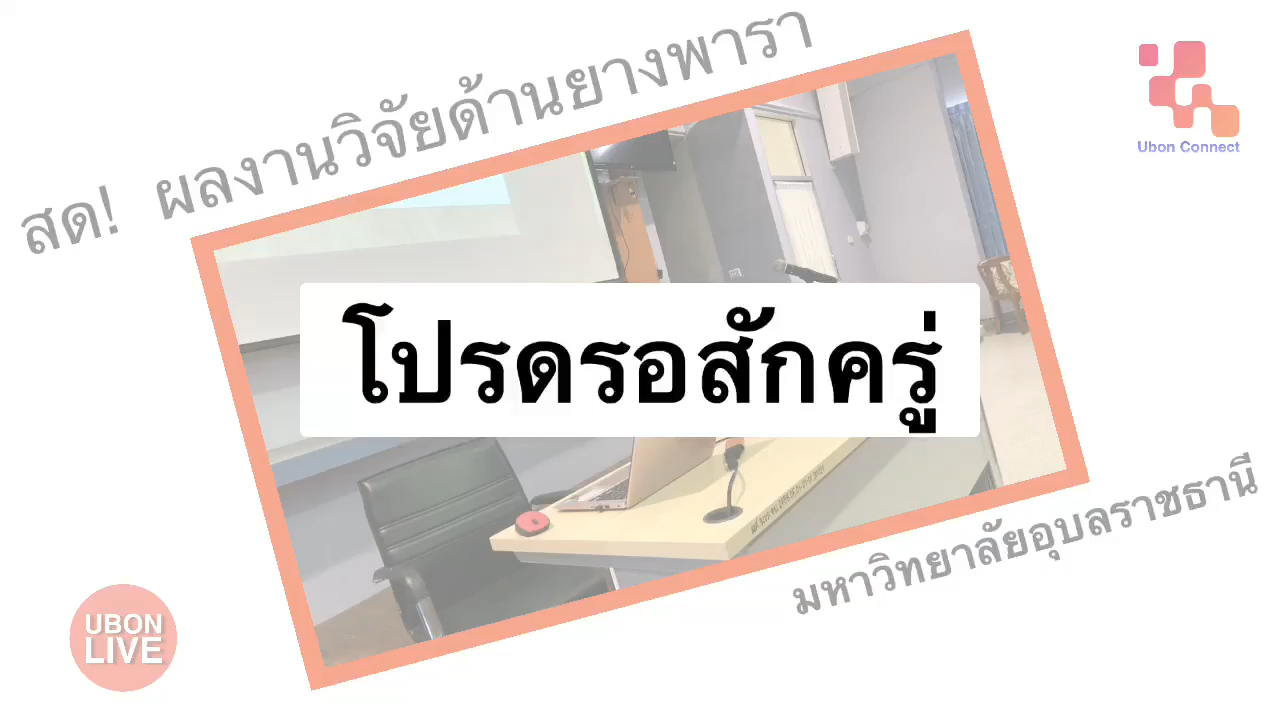 สด! ผลงานวิจัยด้านยางพารา
Ubon Connect
โปรดรอสักครู่
มหาวิทยาลัยอุบลราชธานี
UBON
LIVE